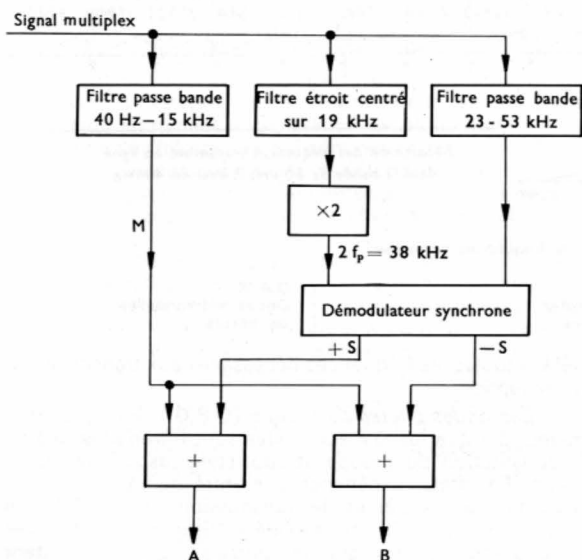 Signal multiplex
Filtre passe bande
40 Hz – 15 kHz
Filtre étroit centré
sur 19 kHz
Filtre passe bande
23 - 53 kHz
×2
M
2 fp = 38 kHz
Démodulateur synchrone
+ S
– S
+
+
A
B